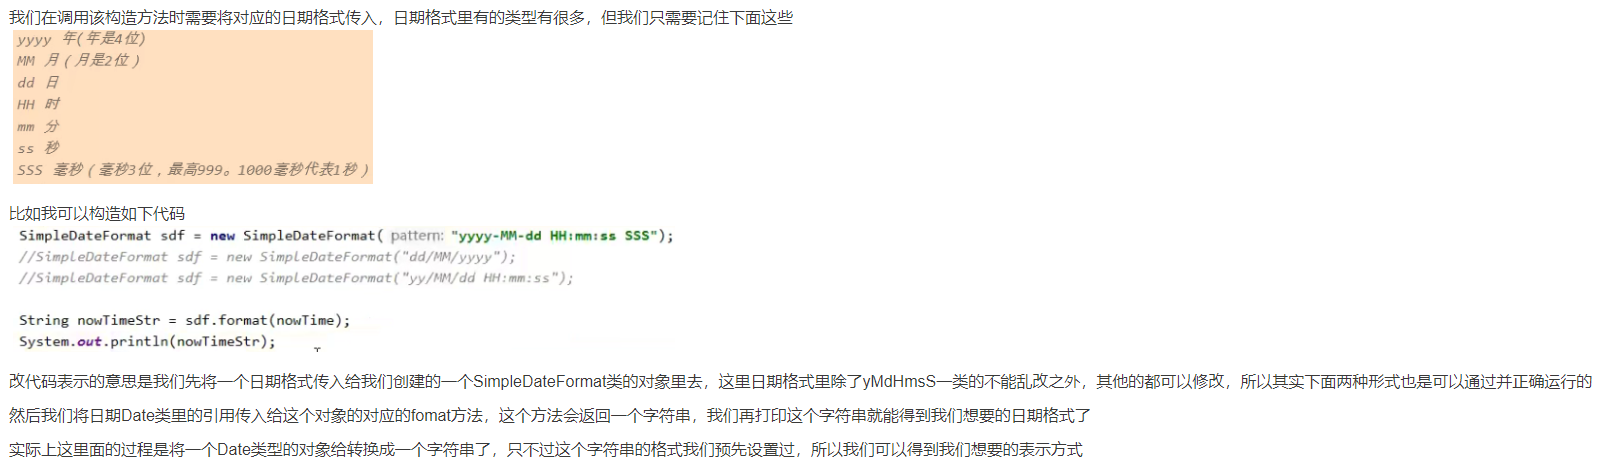 我们在调用该构造方法时需要将对应的日期格式传入，日期格式里有的类型有很多，但我们只需要记住下面这些
yyyy 年(年是4位)
MM 月（月是2位）
dd 日
HH 时
mm 分
ss 秒
SSS 毫秒（毫秒3位，最高999。1000毫秒代表1秒）
比如我可以构造如下代码
SimpleDateFormat sdf = new SimpleDateFormat( pattern: "yyyy-MM-dd HH:mm:ss SSS");
//SimpleDateFormat sdf = new SimpleDateFormat("dd/MM/yyyy");
//SimpleDateFormat sdf = new SimpleDateFormat("yy/MM/dd HH:mm:ss");
String nowTimeStr = sdf.format(nowTime);
System.out.println(nowTimeStr);
改代码表示的意思是我们先将一个日期格式传入给我们创建的一个SimpleDateFormat类的对象里去，这里日期格式里除了yMdHmsS一类的不能乱改之外，其他的都可以修改，所以其实下面两种形式也是可以通过并正确运行的
然后我们将日期Date类里的引用传入给这个对象的对应的fomat方法，这个方法会返回一个字符串，我们再打印这个字符串就能得到我们想要的日期格式了
实际上这里面的过程是将一个Date类型的对象给转换成一个字符串了，只不过这个字符串的格式我们预先设置过，所以我们可以得到我们想要的表示方式